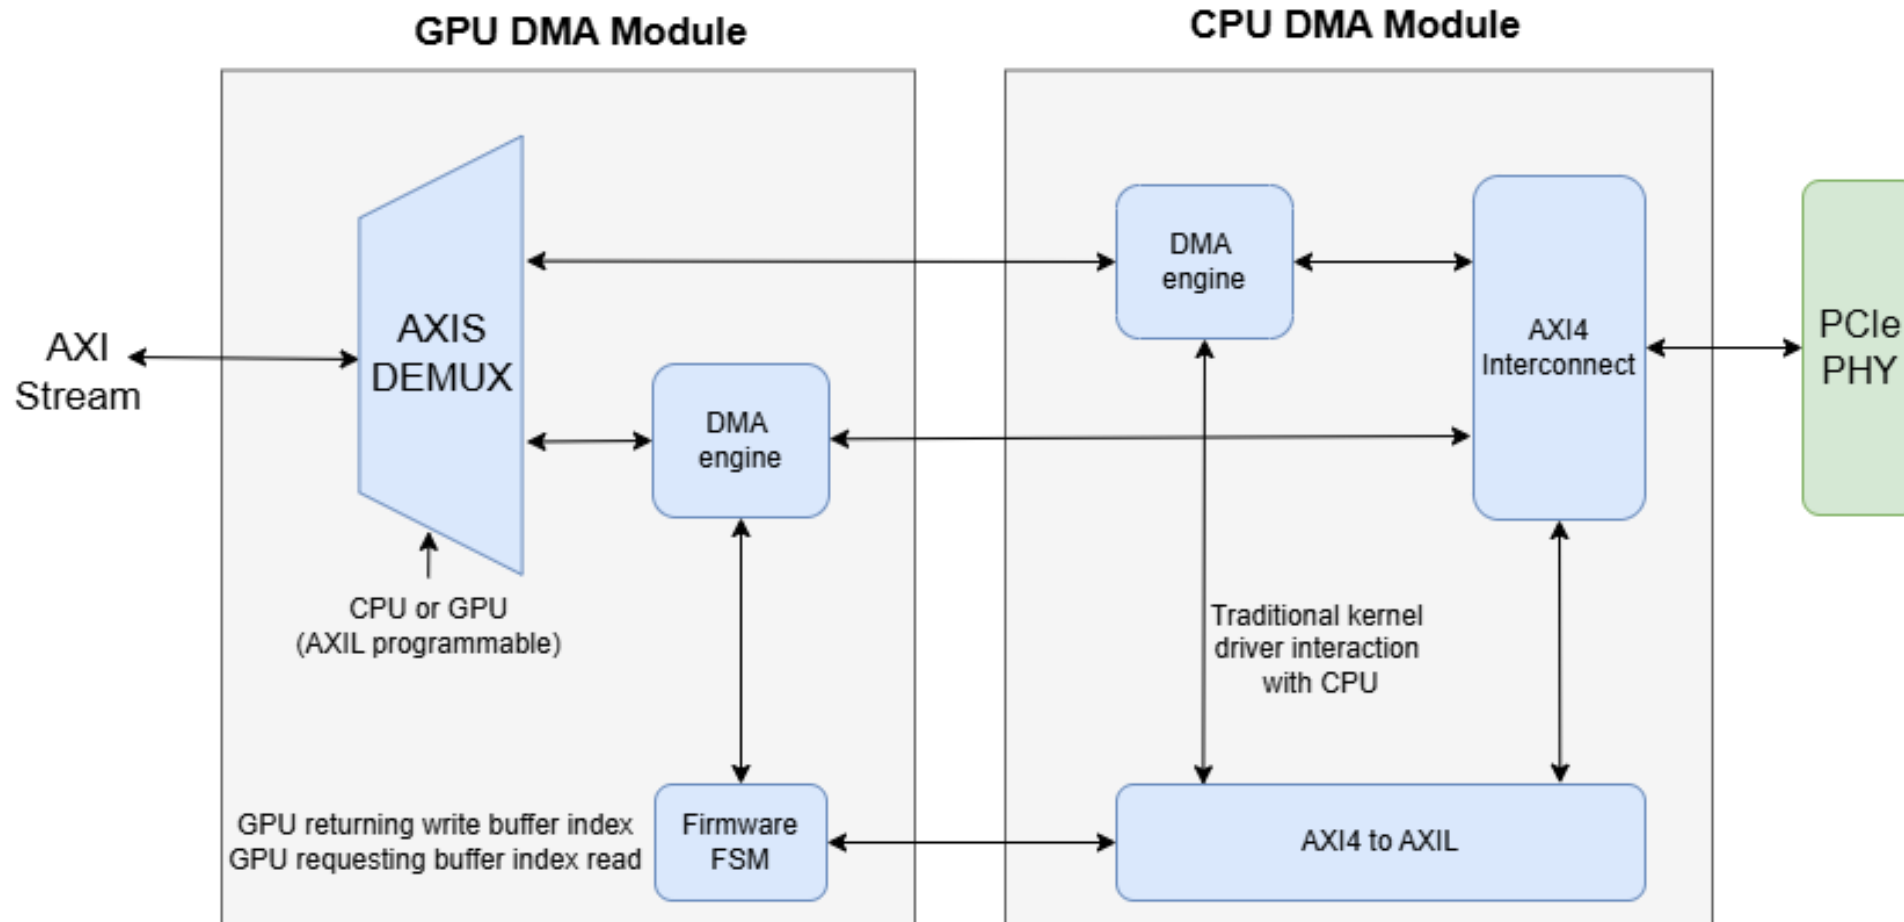 GPU DMA Module
CPU DMA Module
AXI
Stream
AXIS
DEMUX
CPU or GPU
(AXIL programmable)
DMA
engine
GPU returning write buffer index
GPU requesting buffer index read
Firmware
FSM
DMA
engine
AXI4
Interconnect
Traditional kernel
driver interaction
with CPU
AXI4 to AXIL
PCIe
PHY